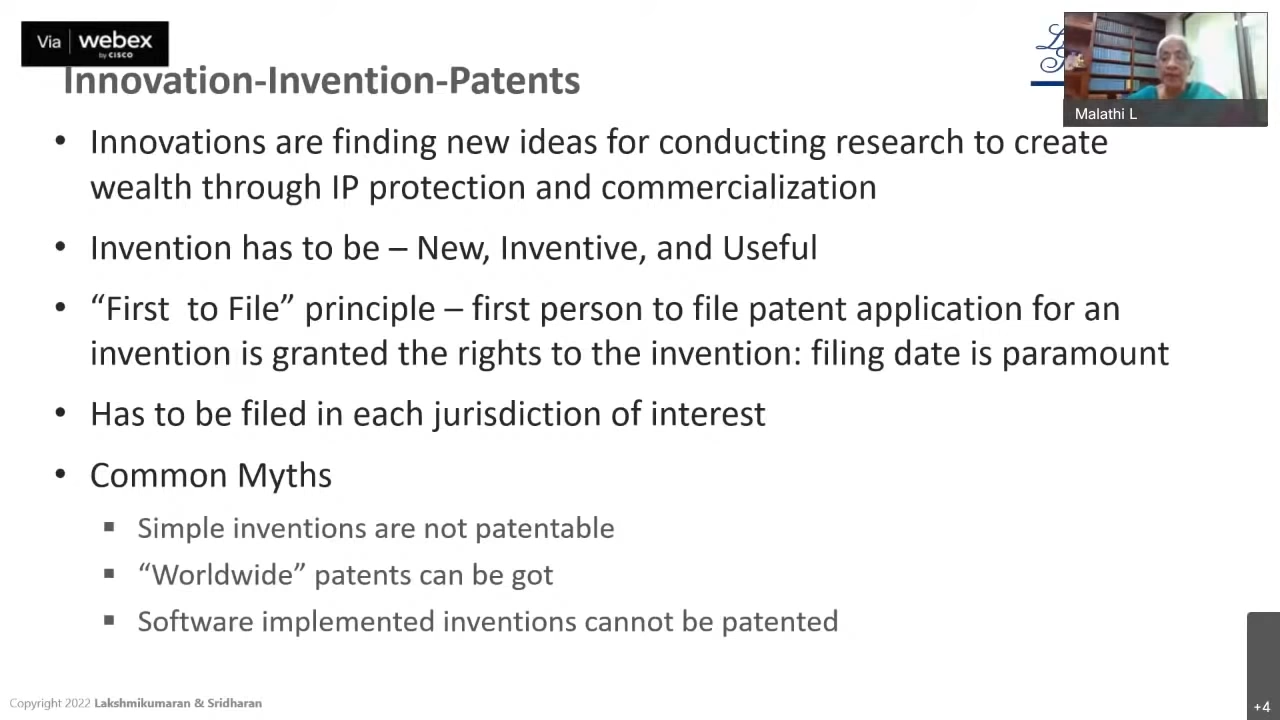 Via webex
by CISCO
Innovation-Invention-Patents
Malathi L
• Innovations are finding new ideas for conducting research to create
wealth through IP protection and commercialization
• Invention has to be – New, Inventive, and Useful
• “First  to File” principle – first person to file patent application for an
invention is granted the rights to the invention: filing date is paramount
• Has to be filed in each jurisdiction of interest
• Common Myths
▪ Simple inventions are not patentable
▪ “Worldwide” patents can be got
▪ Software implemented inventions cannot be patented
Copyright 2022 Lakshmikumaran & Sridharan
+4